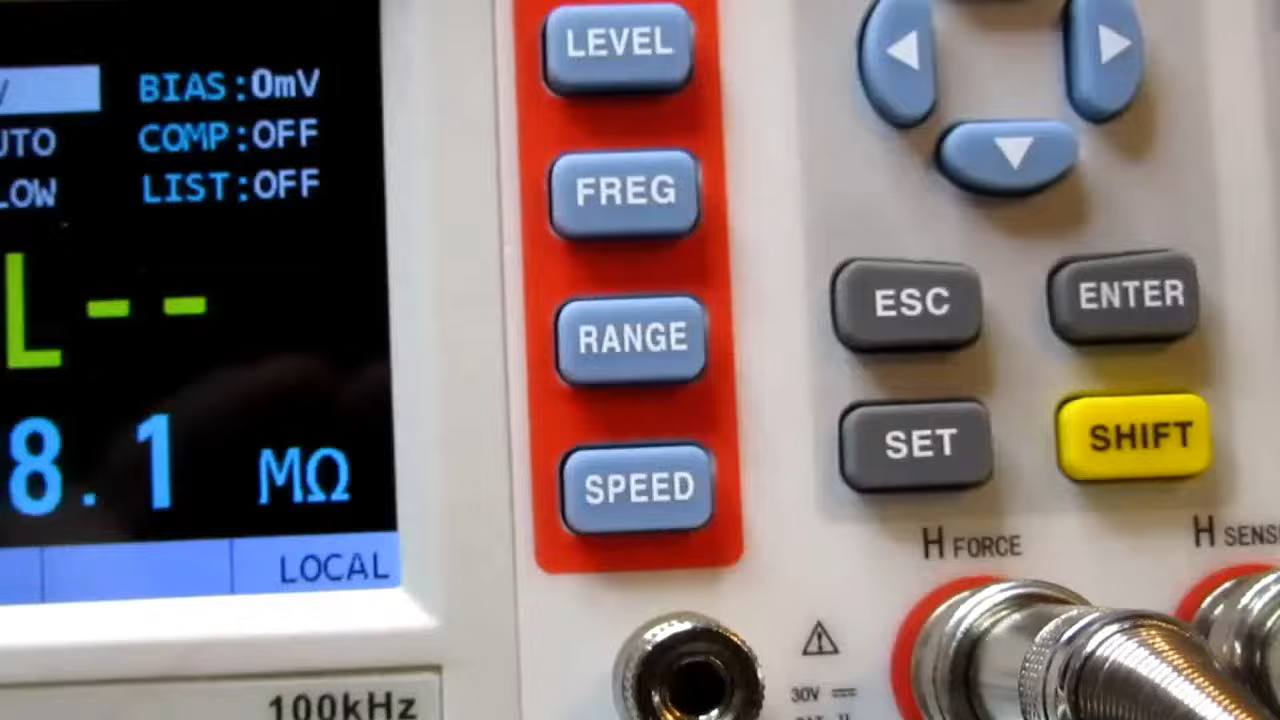 BIAS:0mV
UTO COMP:OFF
LOW LIST:OFF
L--
8.1 MΩ
LOCAL
100kHz
LEVEL
FREG
RANGE
SPEED
ESC
ENTER
SET
SHIFT
H FORCE
H SENS
30V